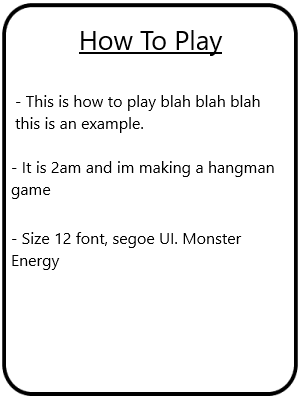 How To Play
- This is how to play blah blah blah
this is an example.
- It is 2am and im making a hangman
game
- Size 12 font, segoe UI. Monster
Energy